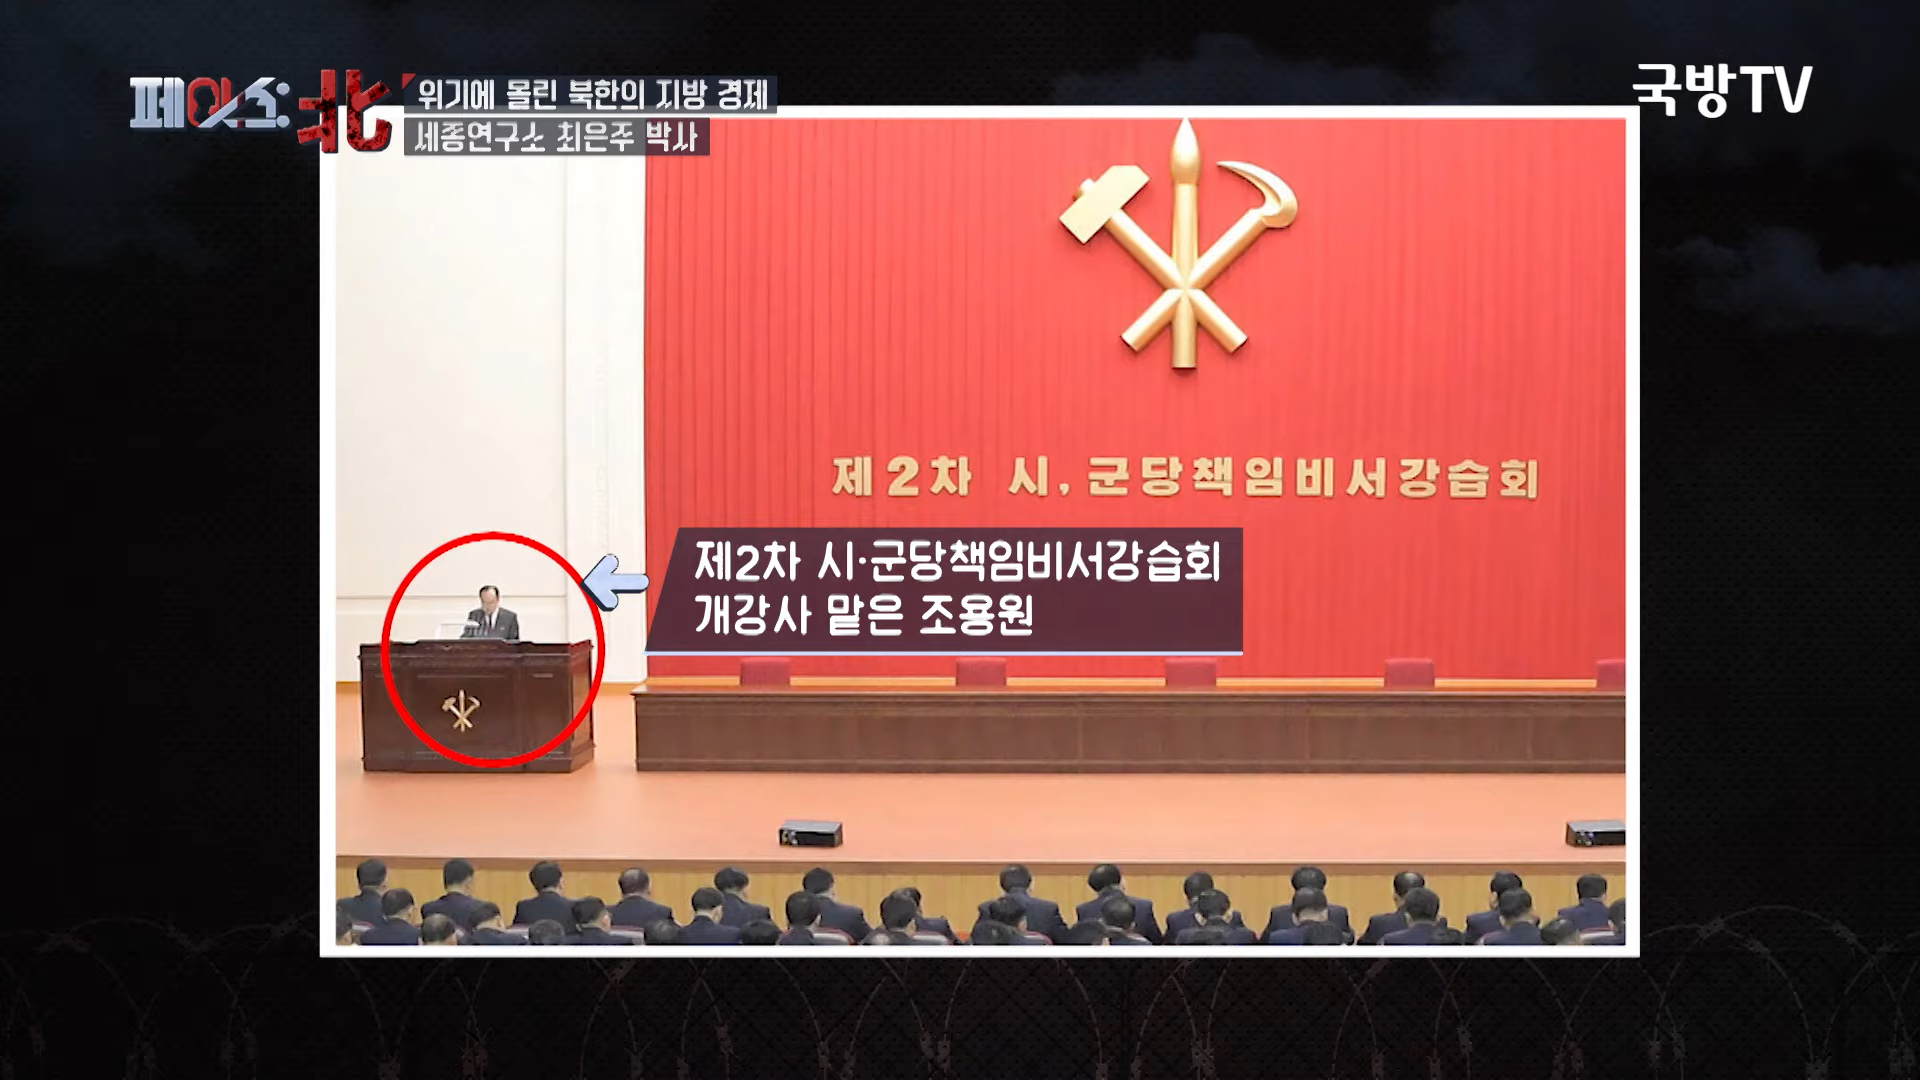 페이스:北
위기에 몰린 북한의 지방 경제
세종연구소 최은주 박사
국방TV
제2차 시,군당책임비서강습회
제2차 시·군당책임비서강습회
개강사 맡은 조용원